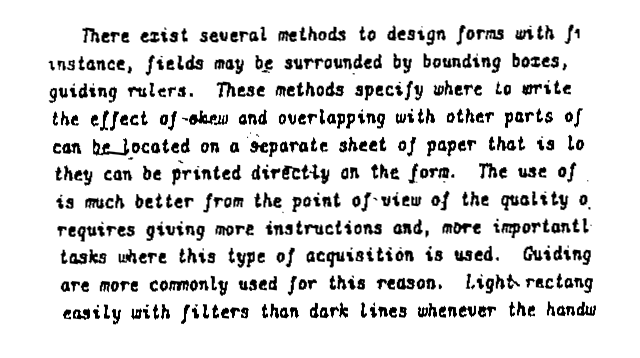 There exist several methods to design forms with fi
instance, fields may be surrounded by bounding boxes,
guiding rulers. These methods specify where to write
the effect of skew and overlapping with other parts of
can be located on a separate sheet of paper that is lo
they can be printed directly on the form. The use of
is much better from the point of view of the quality o
requires giving more instructions and, more importantl
tasks where this type of acquisition is used. Guiding
are more commonly used for this reason. Light rectang
easily with filters than dark lines whenever the handw